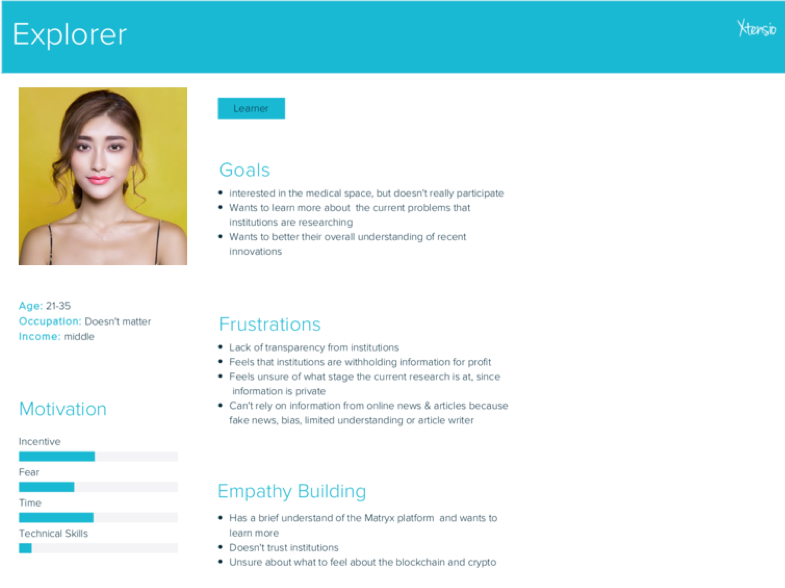 Explorer
Xtensio
Learner
Goals
• interested in the medical space, but doesn't really participate
• Wants to learn more about the current problems that
institutions are researching
• Wants to better their overall understanding of recent
innovations
Age: 21-35
Occupation: Doesn't matter
Income: middle
Frustrations
• Lack of transparency from institutions
• Feels that institutions are withholding information for profit
• Feels unsure of what stage the current research is at, since
information is private
• Can't rely on information from online news & articles because
fake news, bias, limited understanding or article writer
Motivation
Incentive
Fear
Time
Technical Skills
Empathy Building
• Has a brief understand of the Matryx platform and wants to
learn more
• Doesn't trust institutions
• Unsure about what to feel about the blockchain and crypto